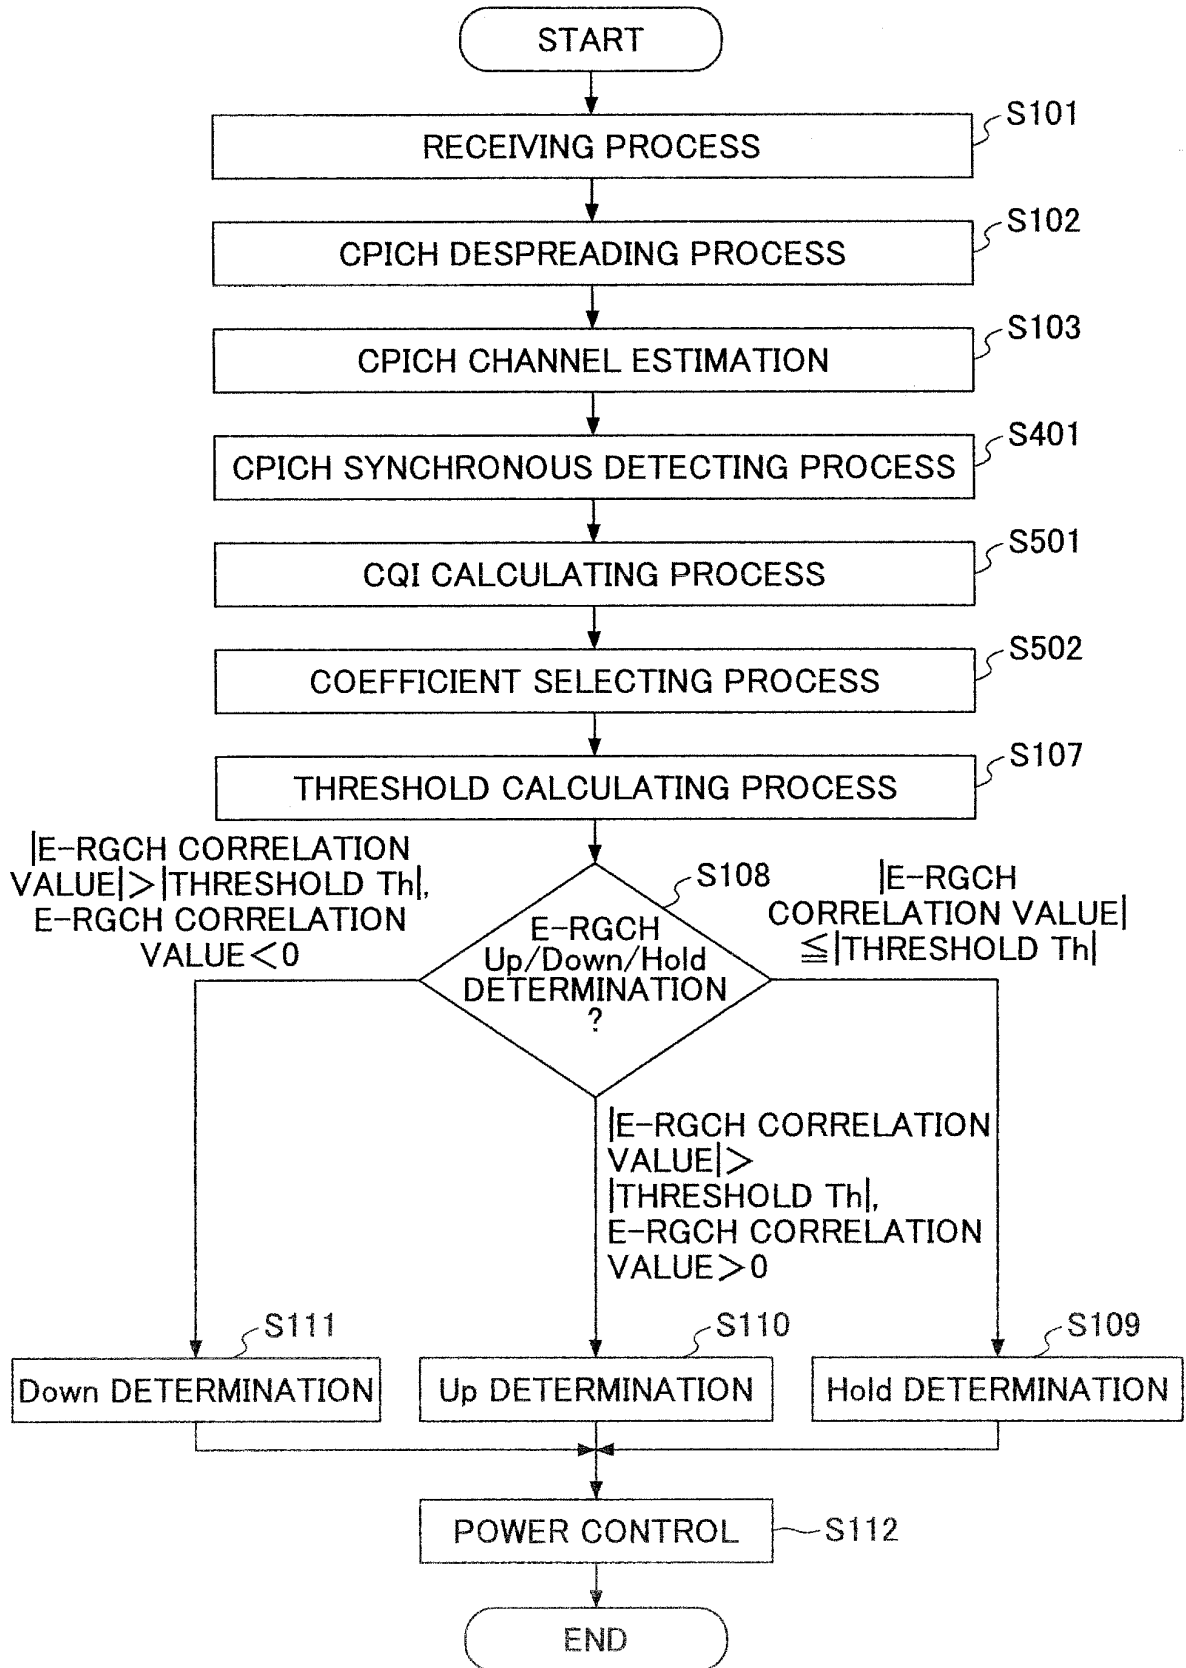 START
S101
RECEIVING PROCESS
S102
CPICH DESPREADING PROCESS
S103
CPICH CHANNEL ESTIMATION
S401
CPICH SYNCHRONOUS DETECTING PROCESS
S501
CQI CALCULATING PROCESS
S502
COEFFICIENT SELECTING PROCESS
S107
THRESHOLD CALCULATING PROCESS
|E-RGCH CORRELATION
VALUE|>|THRESHOLD Th|,
E-RGCH CORRELATION
VALUE<0
S108
E-RGCH
Up/Down/Hold
DETERMINATION
?
|E-RGCH
CORRELATION VALUE|
≦|THRESHOLD Th|
|E-RGCH CORRELATION
VALUE|>
|THRESHOLD Th|,
E-RGCH CORRELATION
VALUE>0
S111
Down DETERMINATION
S110
Up DETERMINATION
S109
Hold DETERMINATION
POWER CONTROL
S112
END